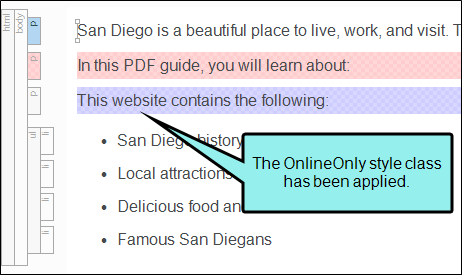 html
body
p
San Diego is a beautiful place to live, work, and visit. T
p
In this PDF guide, you will learn about:
p
This website contains the following:
ul
li
• San Diego history
li
• Local attractions
li
• Delicious food an
li
• Famous San Diegans
The OnlineOnly style class
has been applied.